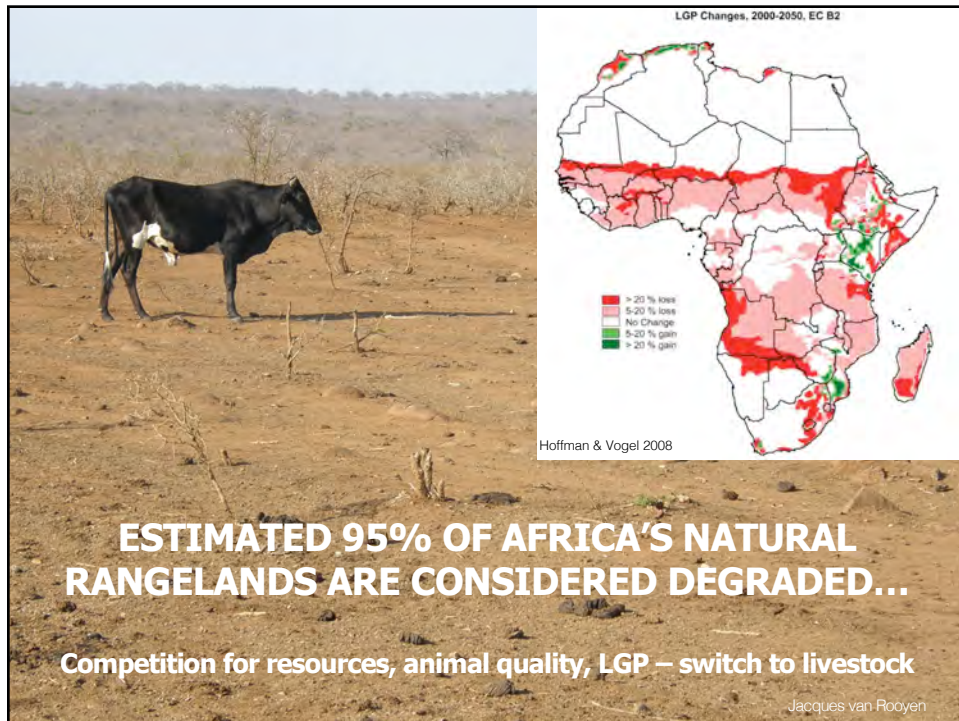 LGP Changes, 2000-2050, EC B2
> 20 % loss
5-20 % loss
No Change
5-20 % gain
> 20 % gain
Hoffman & Vogel 2008
ESTIMATED 95% OF AFRICA’S NATURAL
RANGELANDS ARE CONSIDERED DEGRADED…
Competition for resources, animal quality, LGP – switch to livestock
Jacques van Rooyen